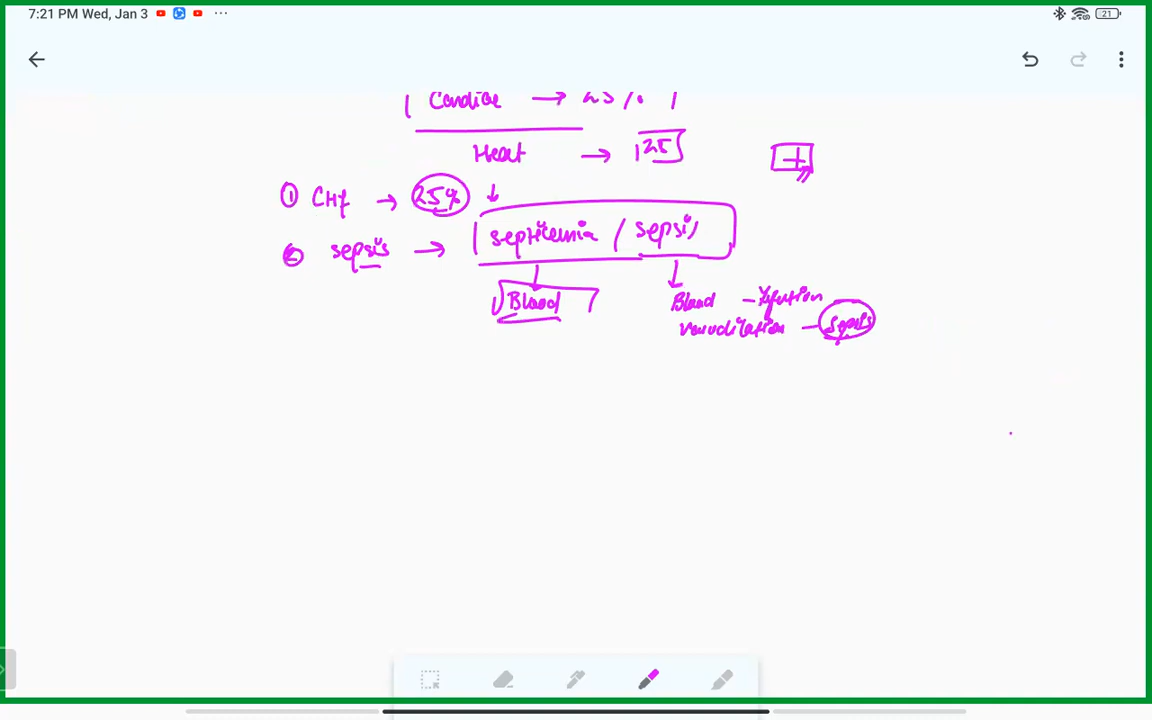 7:21 PM Wed, Jan 3 ... 21
Cardiac → 25%
Heart → 125
① CHf → 25% ↓
② sepsis → septicemia / sepsis
Blood
Blood -
vasodilation - sepsis